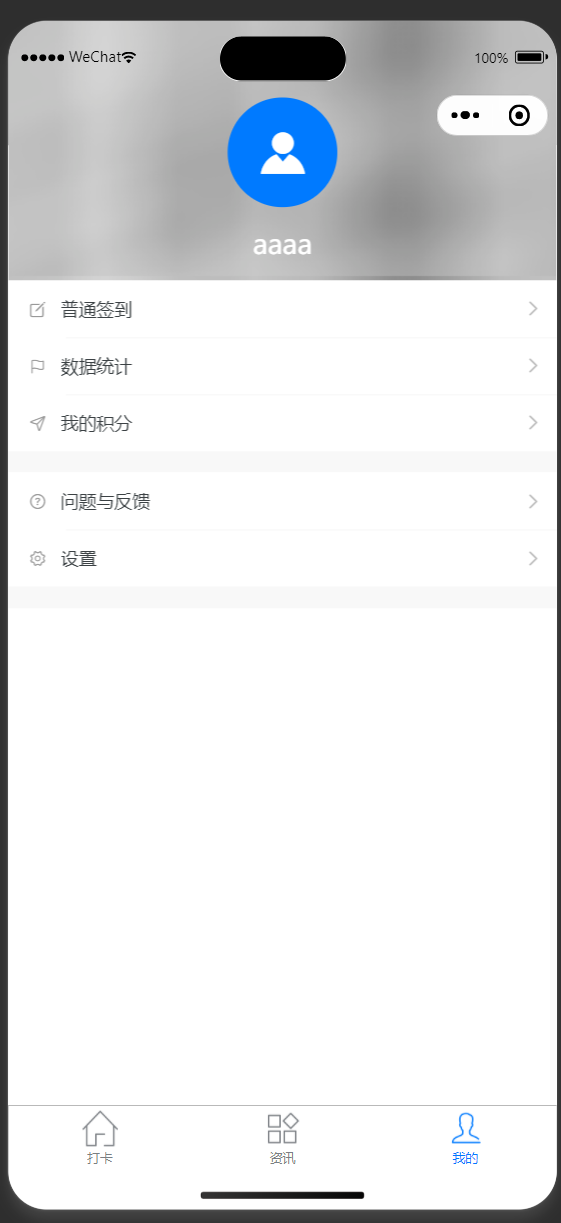 WeChat 100%
aaaa
普通签到
数据统计
我的积分
问题与反馈
设置
打卡 资讯 我的